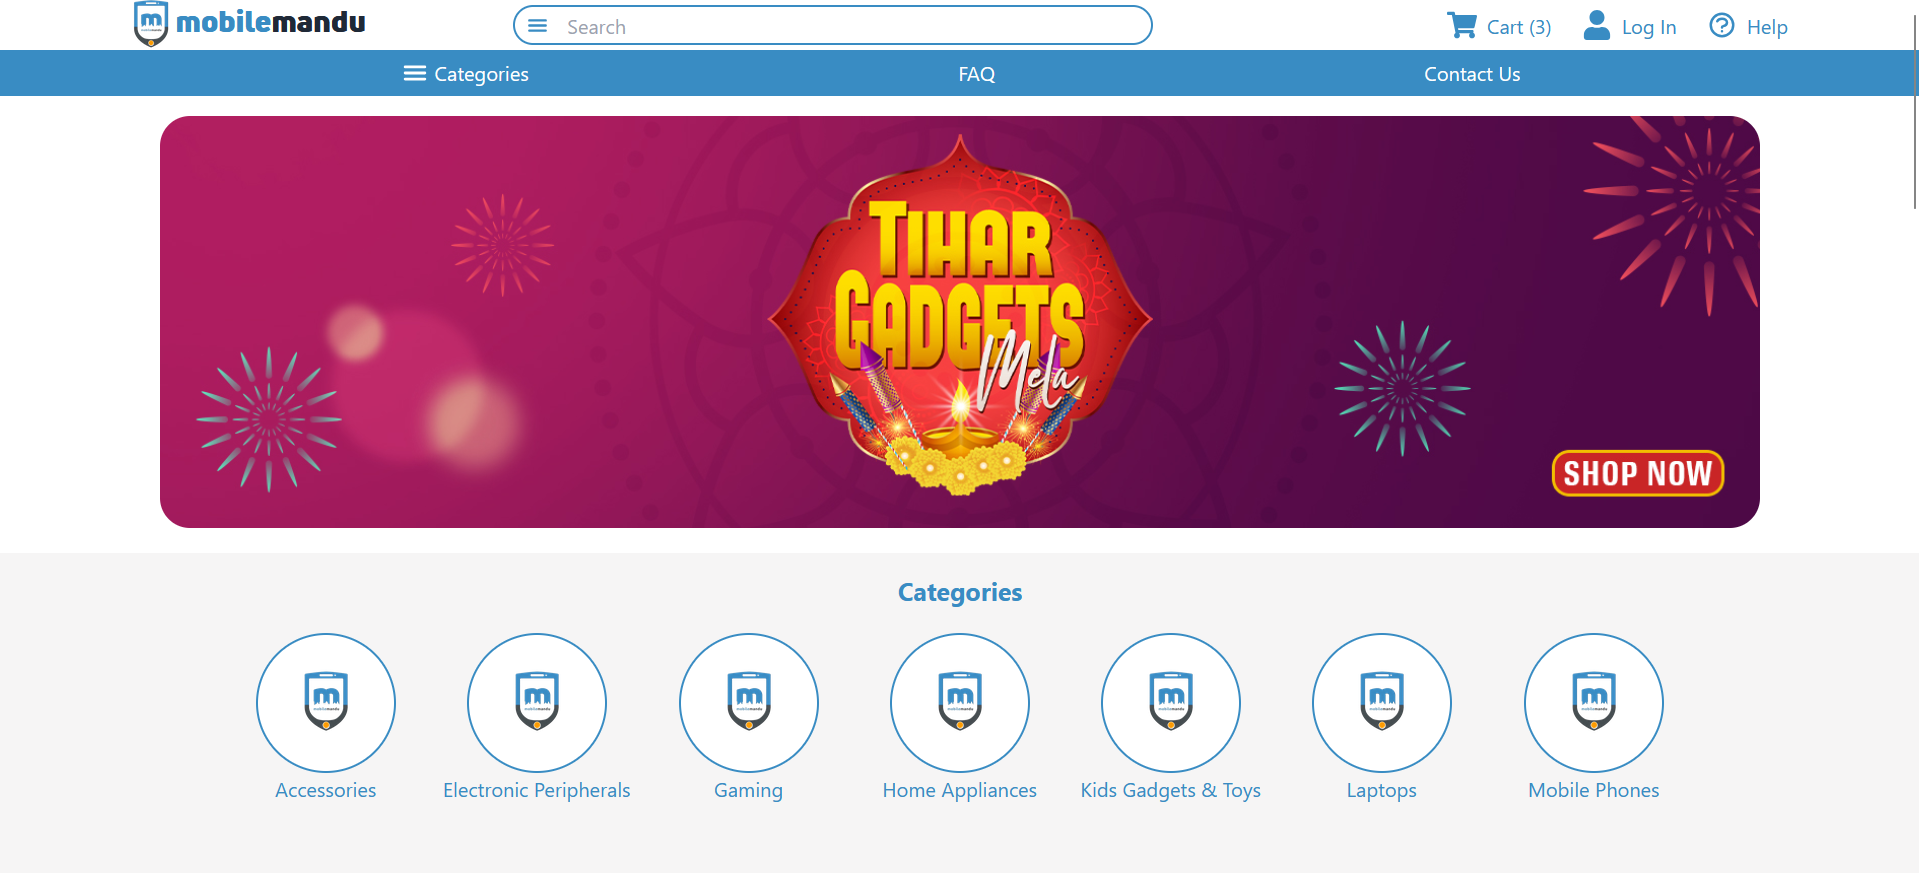 mobilemandu
Search
Cart (3)
Log In
Help
Categories
FAQ
Contact Us
TIHAR
GADGETS
Mela
SHOP NOW
Categories
Accessories
Electronic Peripherals
Gaming
Home Appliances
Kids Gadgets & Toys
Laptops
Mobile Phones